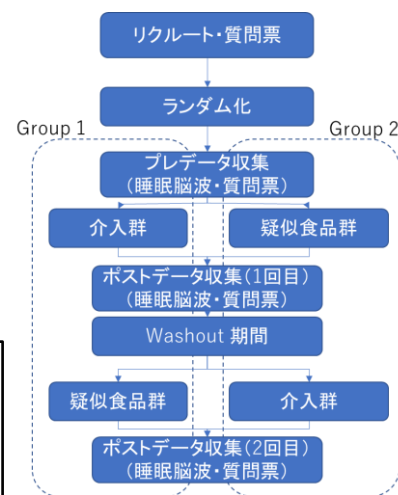 リクルート・質問票
ランダム化
Group 1
Group 2
プレデータ収集
(睡眠脳波・質問票)
介入群
疑似食品群
ポストデータ収集(1回目)
(睡眠脳波・質問票)
Washout 期間
疑似食品群
介入群
ポストデータ収集(2回目)
(睡眠脳波・質問票)